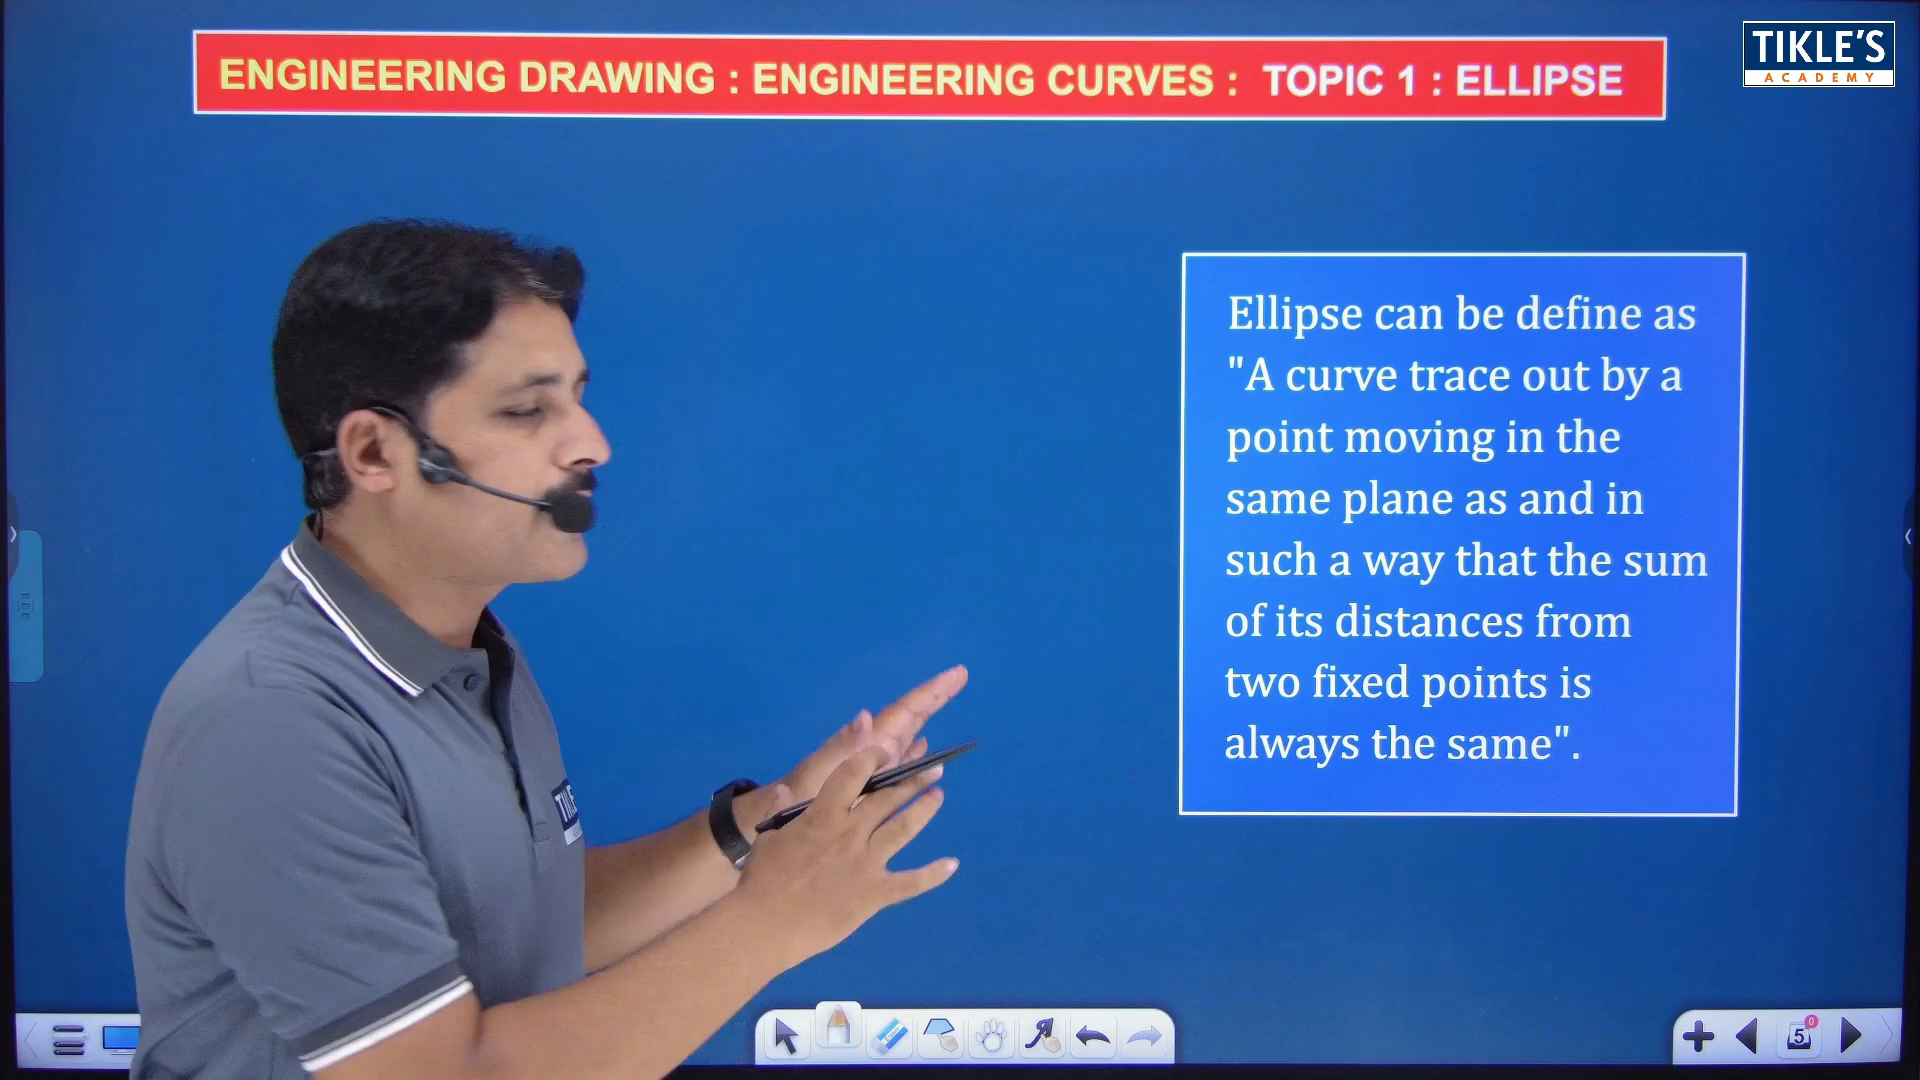 ENGINEERING DRAWING : ENGINEERING CURVES : TOPIC 1 : ELLIPSE
TIKLE'S
ACADEMY
Ellipse can be define as
"A curve trace out by a
point moving in the
same plane as and in
such a way that the sum
of its distances from
two fixed points is
always the same".
5
0